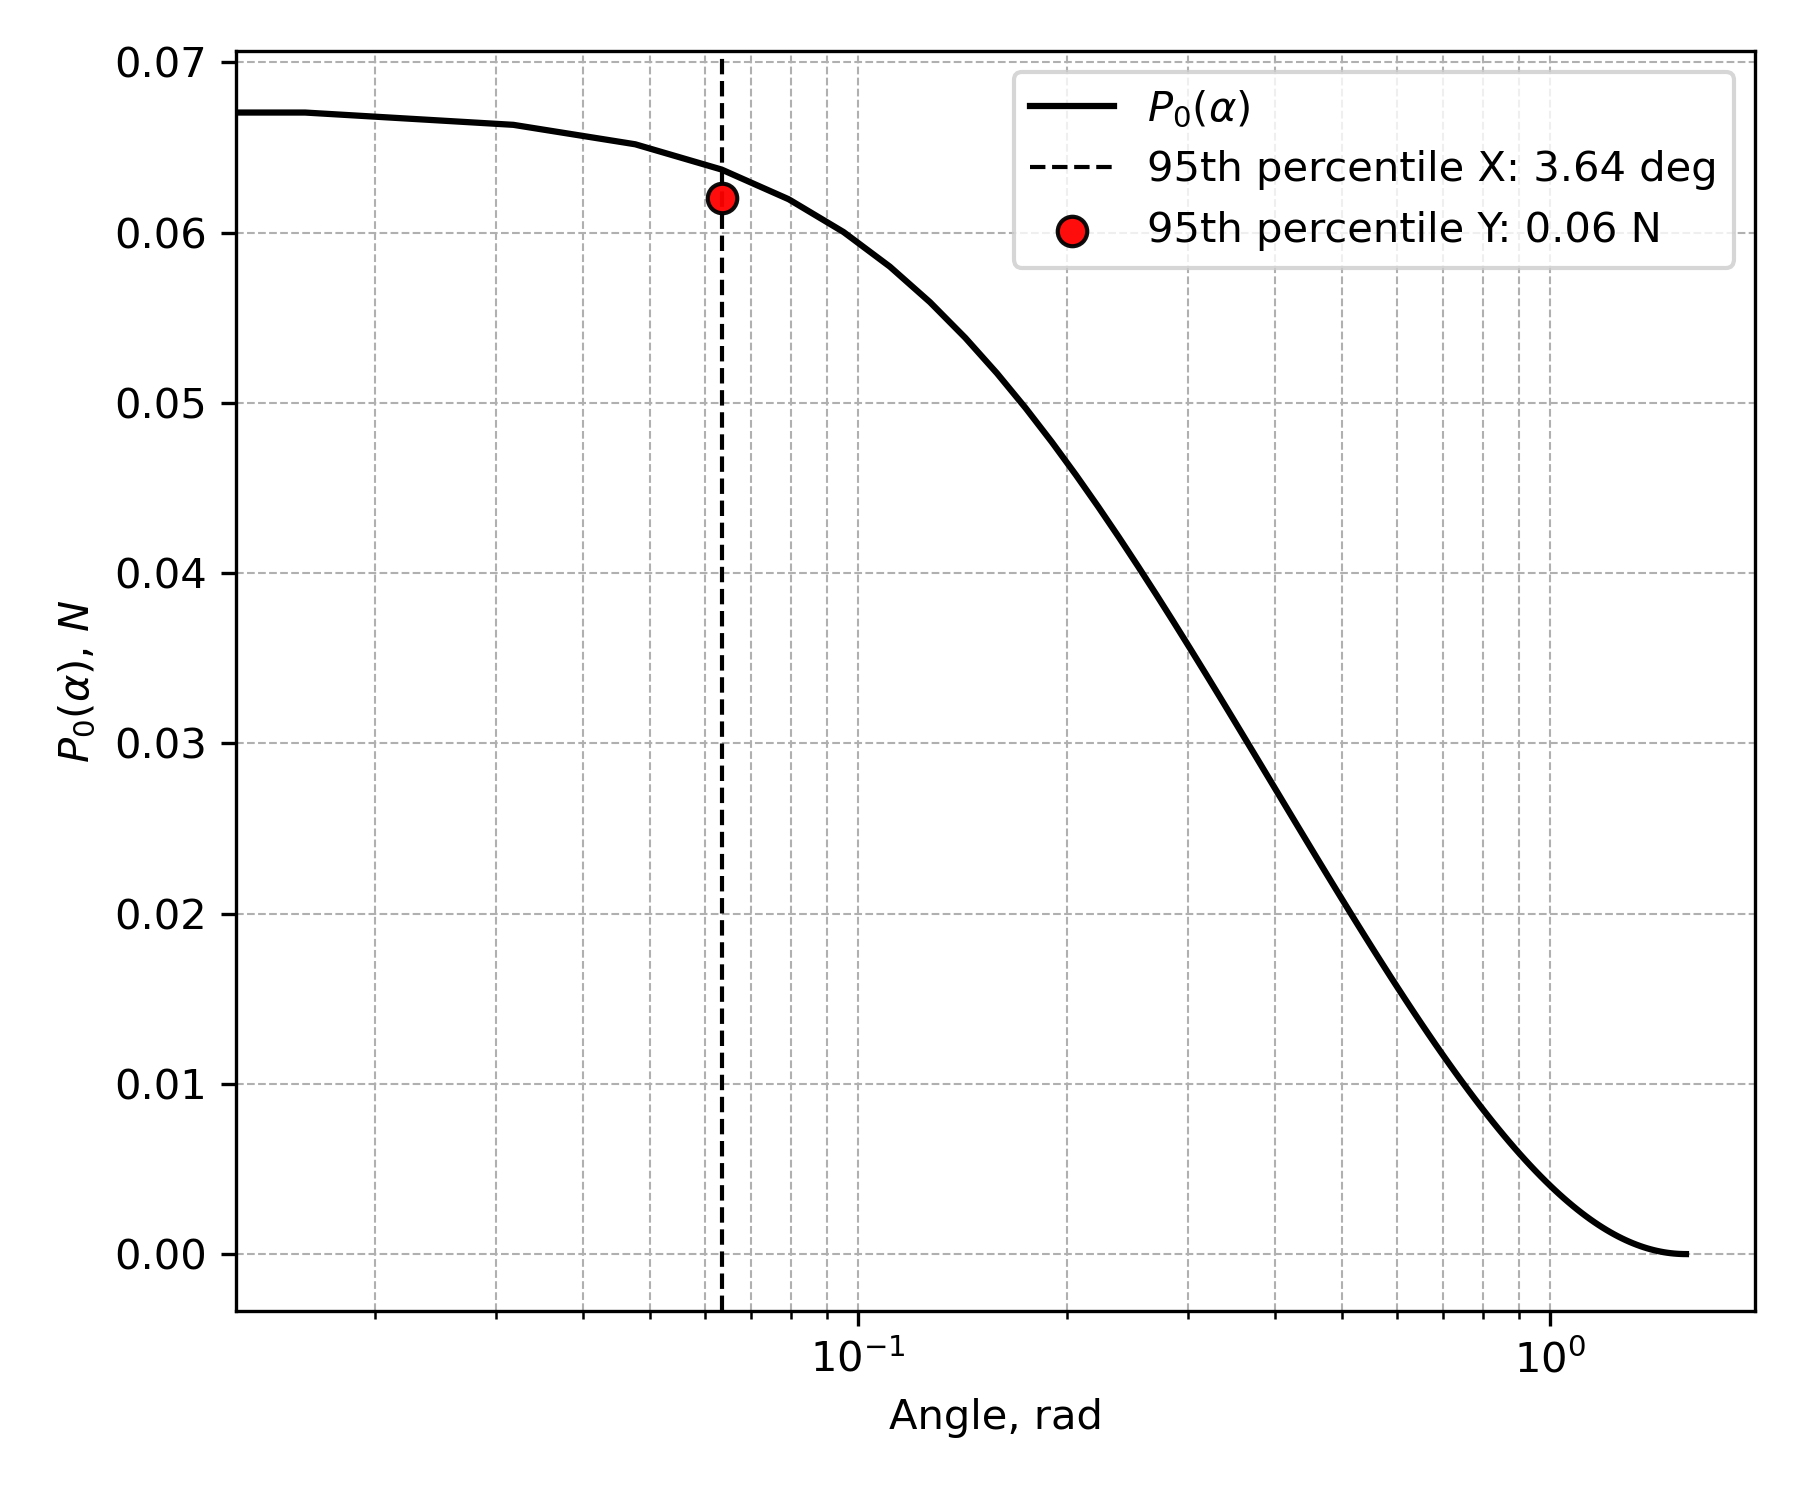 0.07
0.06
0.05
0.04
0.03
0.02
0.01
0.00
P₀(α), N
P₀(α)
95th percentile X: 3.64 deg
95th percentile Y: 0.06 N
10⁻¹
10⁰
Angle, rad